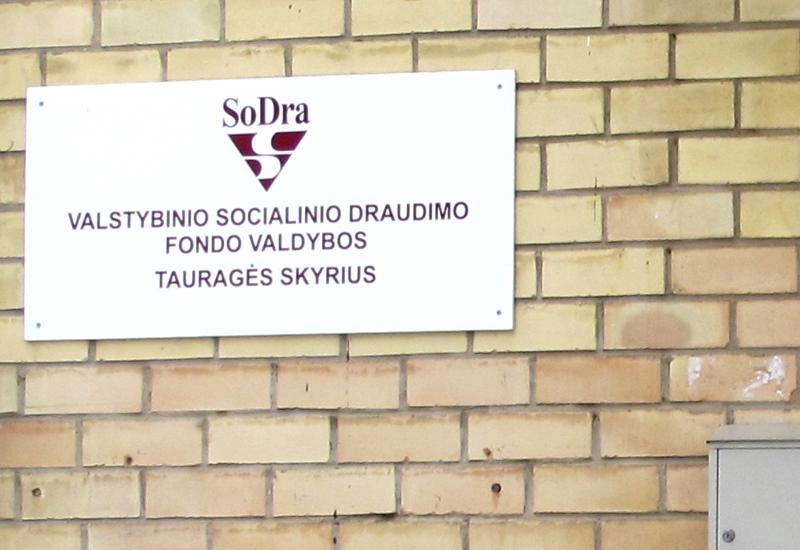 SoDra
VALSTYBINIO SOCIALINIO DRAUDIMO
FONDO VALDYBOS
TAURAGĖS SKYRIUS